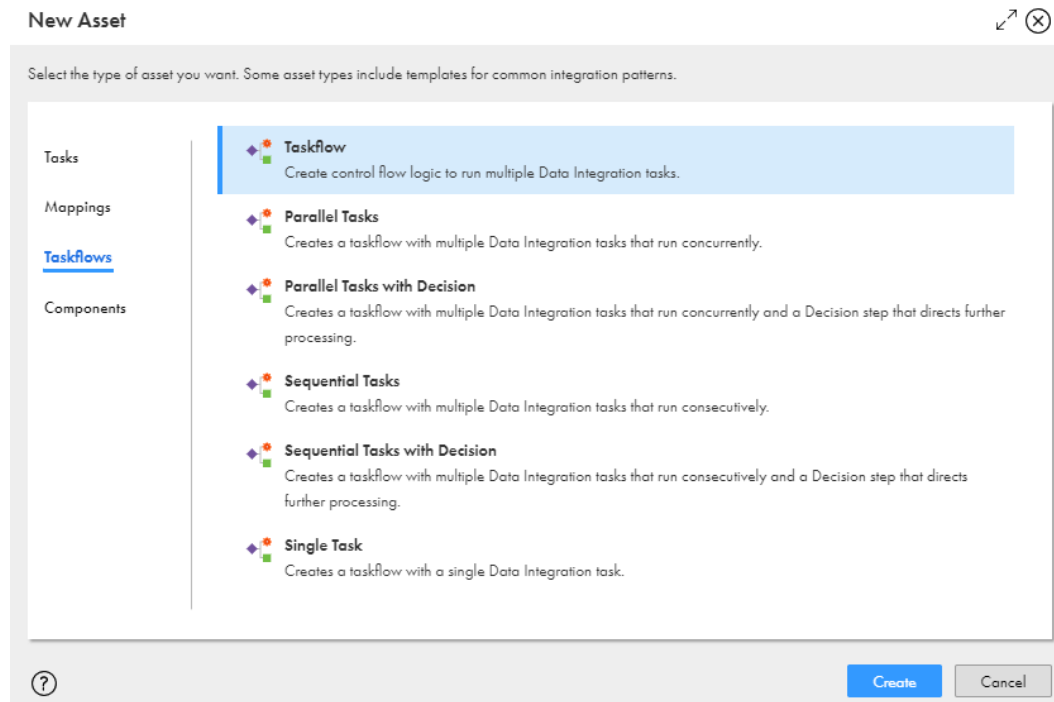 New Asset
Select the type of asset you want. Some asset types include templates for common integration patterns.
Tasks
Mappings
Taskflows
Components
Taskflow
Create control flow logic to run multiple Data Integration tasks.
Parallel Tasks
Creates a taskflow with multiple Data Integration tasks that run concurrently.
Parallel Tasks with Decision
Creates a taskflow with multiple Data Integration tasks that run concurrently and a Decision step that directs further
processing.
Sequential Tasks
Creates a taskflow with multiple Data Integration tasks that run consecutively.
Sequential Tasks with Decision
Creates a taskflow with multiple Data Integration tasks that run consecutively and a Decision step that directs
further processing.
Single Task
Creates a taskflow with a single Data Integration task.
?
Create
Cancel